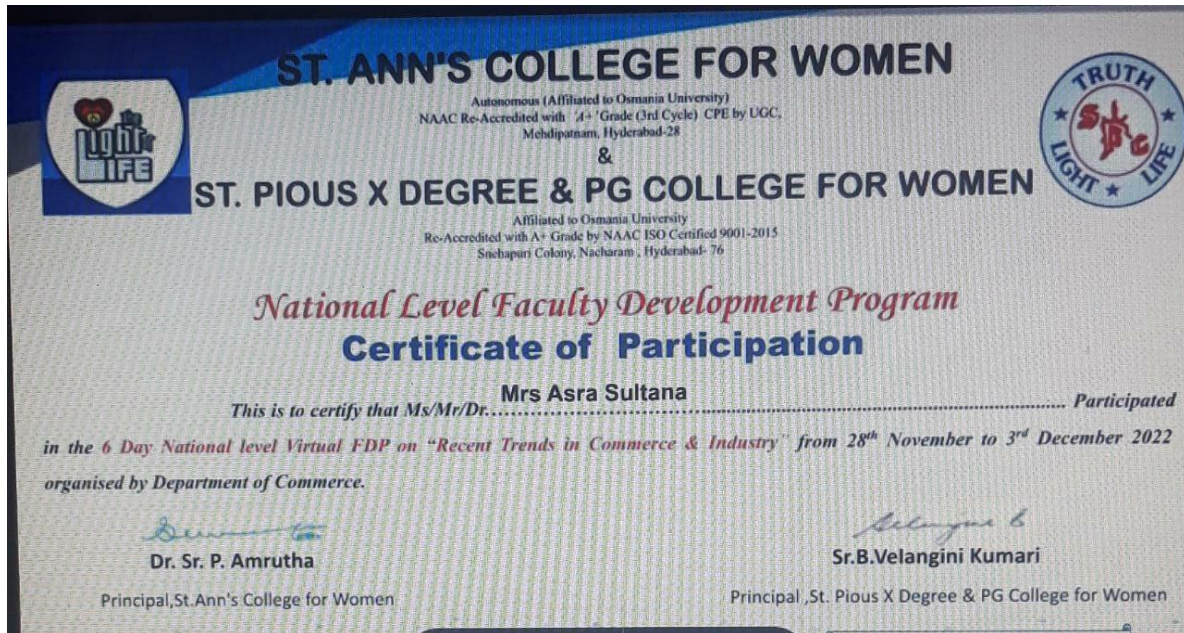 ST. ANN'S COLLEGE FOR WOMEN
Autonomous (Affiliated to Osmania University)
NAAC Re-Accredited with 'A+ 'Grade (3rd Cycle) CPE by UGC,
Mehdipatnam, Hyderabad-28
&
ST. PIOUS X DEGREE & PG COLLEGE FOR WOMEN
Affiliated to Osmania University
Re-Accredited with A+ Grade by NAAC ISO Certified 9001-2015
Snehapuri Colony, Nacharam , Hyderabad- 76
the
Light of
LIFE
TRUTH
SPC
LIGHT ★ LIFE
National Level Faculty Development Program
Certificate of Participation
Mrs Asra Sultana
This is to certify that Ms/Mr/Dr.................................................................. Participated
in the 6 Day National level Virtual FDP on “Recent Trends in Commerce & Industry” from 28th November to 3rd December 2022
organised by Department of Commerce.
Dr. Sr. P. Amrutha
Sr.B.Velangini Kumari
Principal,St.Ann's College for Women
Principal ,St. Pious X Degree & PG College for Women